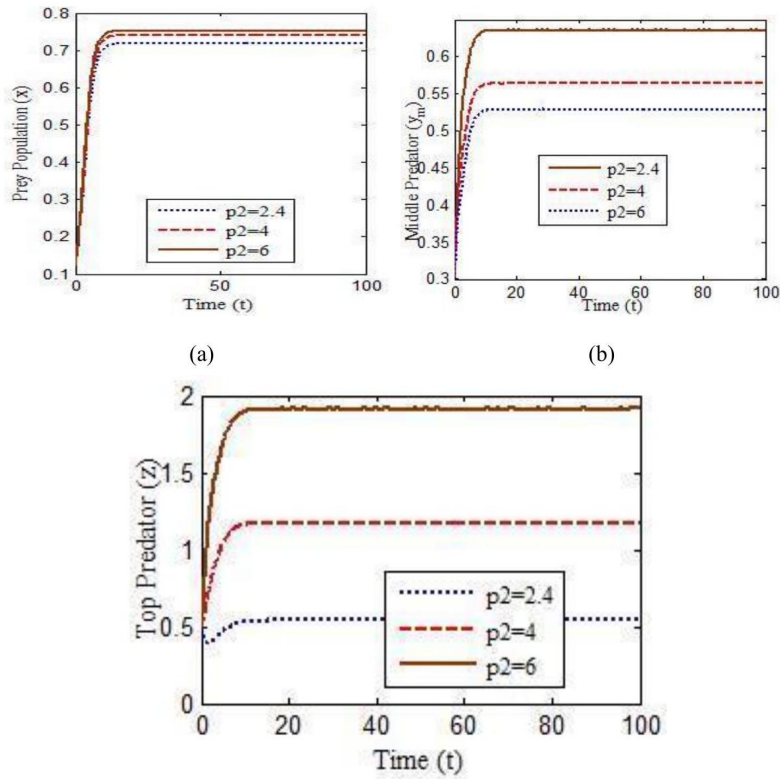 Prey Population (x)
0.8
0.7
0.6
0.5
0.4
0.3
0.2
0.1
p2=2.4
p2=4
p2=6
0 50 100
Time (t)
(a)
Middle Predator (ym)
0.6
0.55
0.5
0.45
0.4
0.35
0.3
p2=2.4
p2=4
p2=6
0 20 40 60 80 100
Time (t)
(b)
Top Predator (z)
2
1.5
1
0.5
0
p2=2.4
p2=4
p2=6
0 20 40 60 80 100
Time (t)